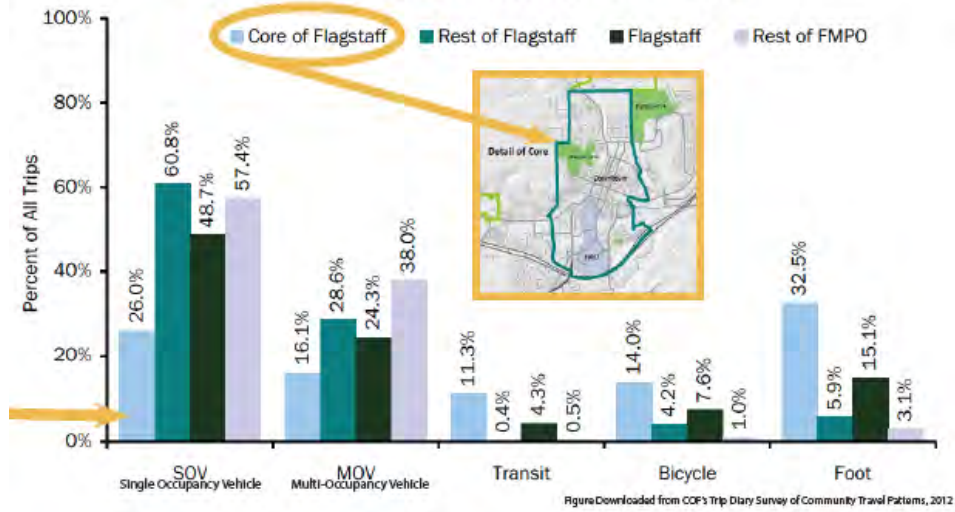 100%
Core of Flagstaff
Rest of Flagstaff
Flagstaff
Rest of FMPO
80%
60%
40%
20%
0%
Percent of All Trips
Detail of Core
Downtown
NAU
26.0%
60.8%
48.7%
57.4%
16.1%
28.6%
24.3%
38.0%
11.3%
0.4%
4.3%
0.5%
14.0%
4.2%
7.6%
1.0%
32.5%
5.9%
15.1%
3.1%
SOV
Single Occupancy Vehicle
MOV
Multi-Occupancy Vehicle
Transit
Bicycle
Foot
Figure Downloaded from COF's Trip Diary Survey of Community Travel Patterns, 2012